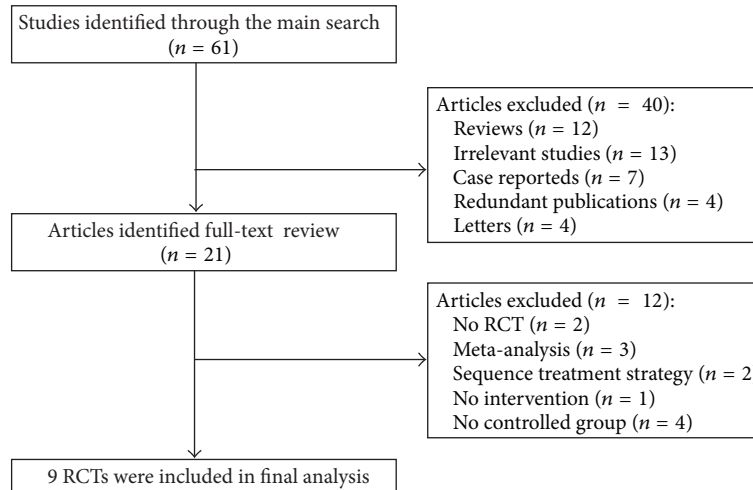 Studies identified through the main search
(n = 61)
Articles excluded (n = 40):
Reviews (n = 12)
Irrelevant studies (n = 13)
Case reporteds (n = 7)
Redundant publications (n = 4)
Letters (n = 4)
Articles identified full-text review
(n = 21)
Articles excluded (n = 12):
No RCT (n = 2)
Meta-analysis (n = 3)
Sequence treatment strategy (n = 2
No intervention (n = 1)
No controlled group (n = 4)
9 RCTs were included in final analysis